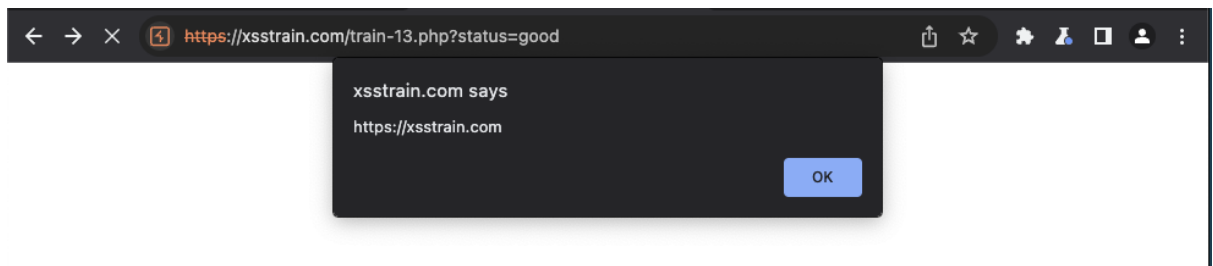 https://xsstrain.com/train-13.php?status=good
xsstrain.com says
https://xsstrain.com
OK